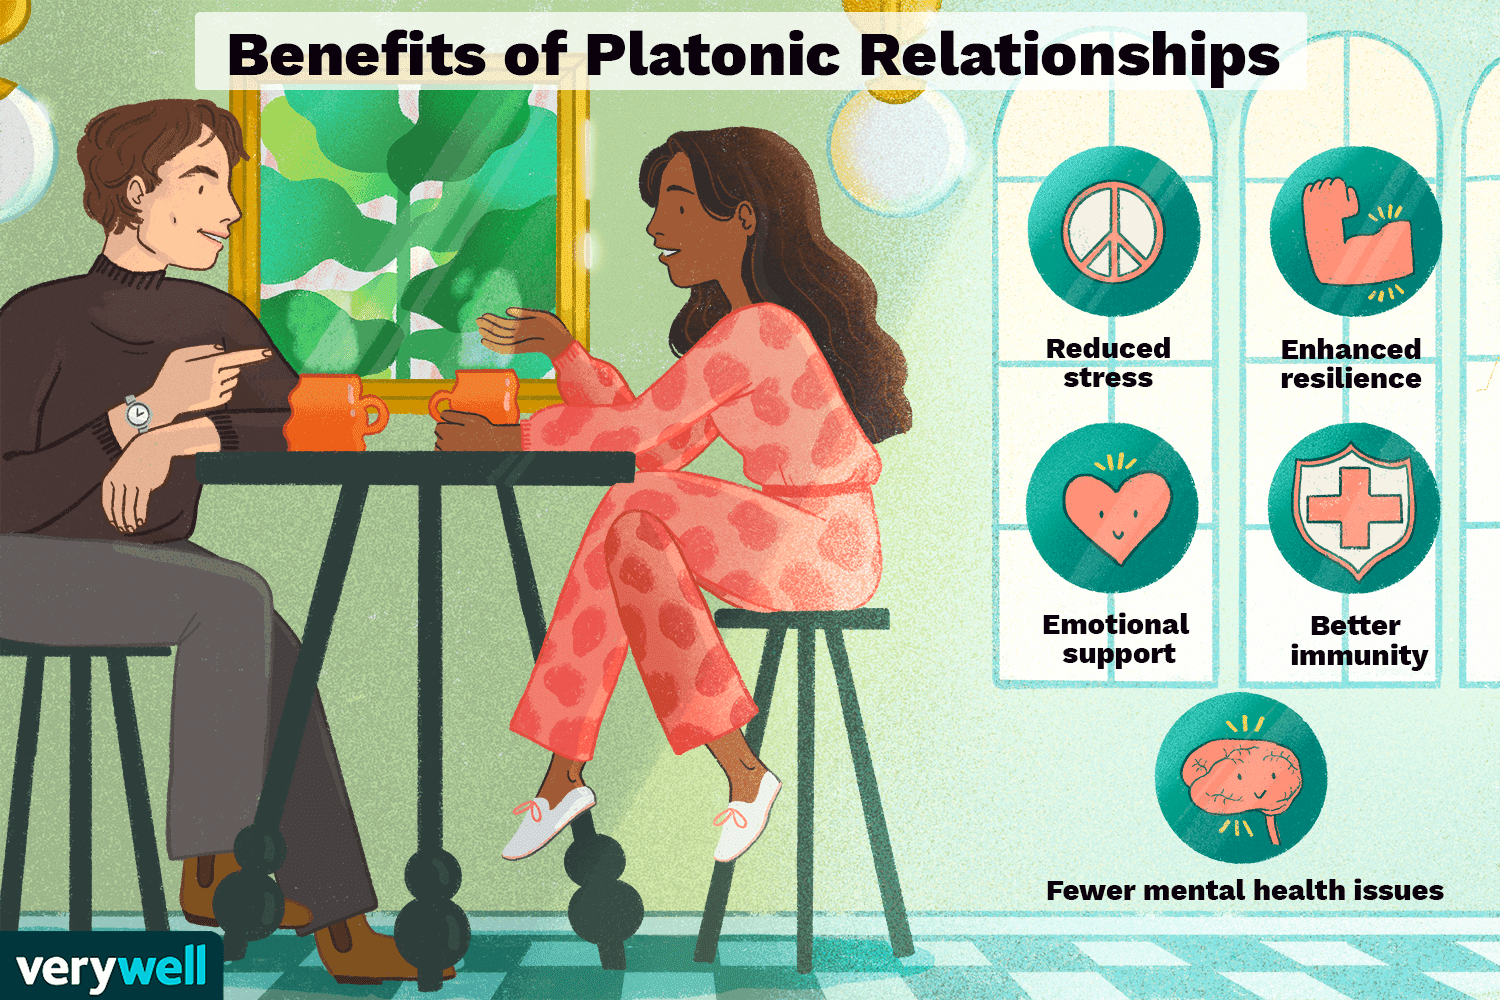 Benefits of Platonic Relationships
Reduced
stress
Enhanced
resilience
Emotional
support
Better
immunity
Fewer mental health issues
verywell